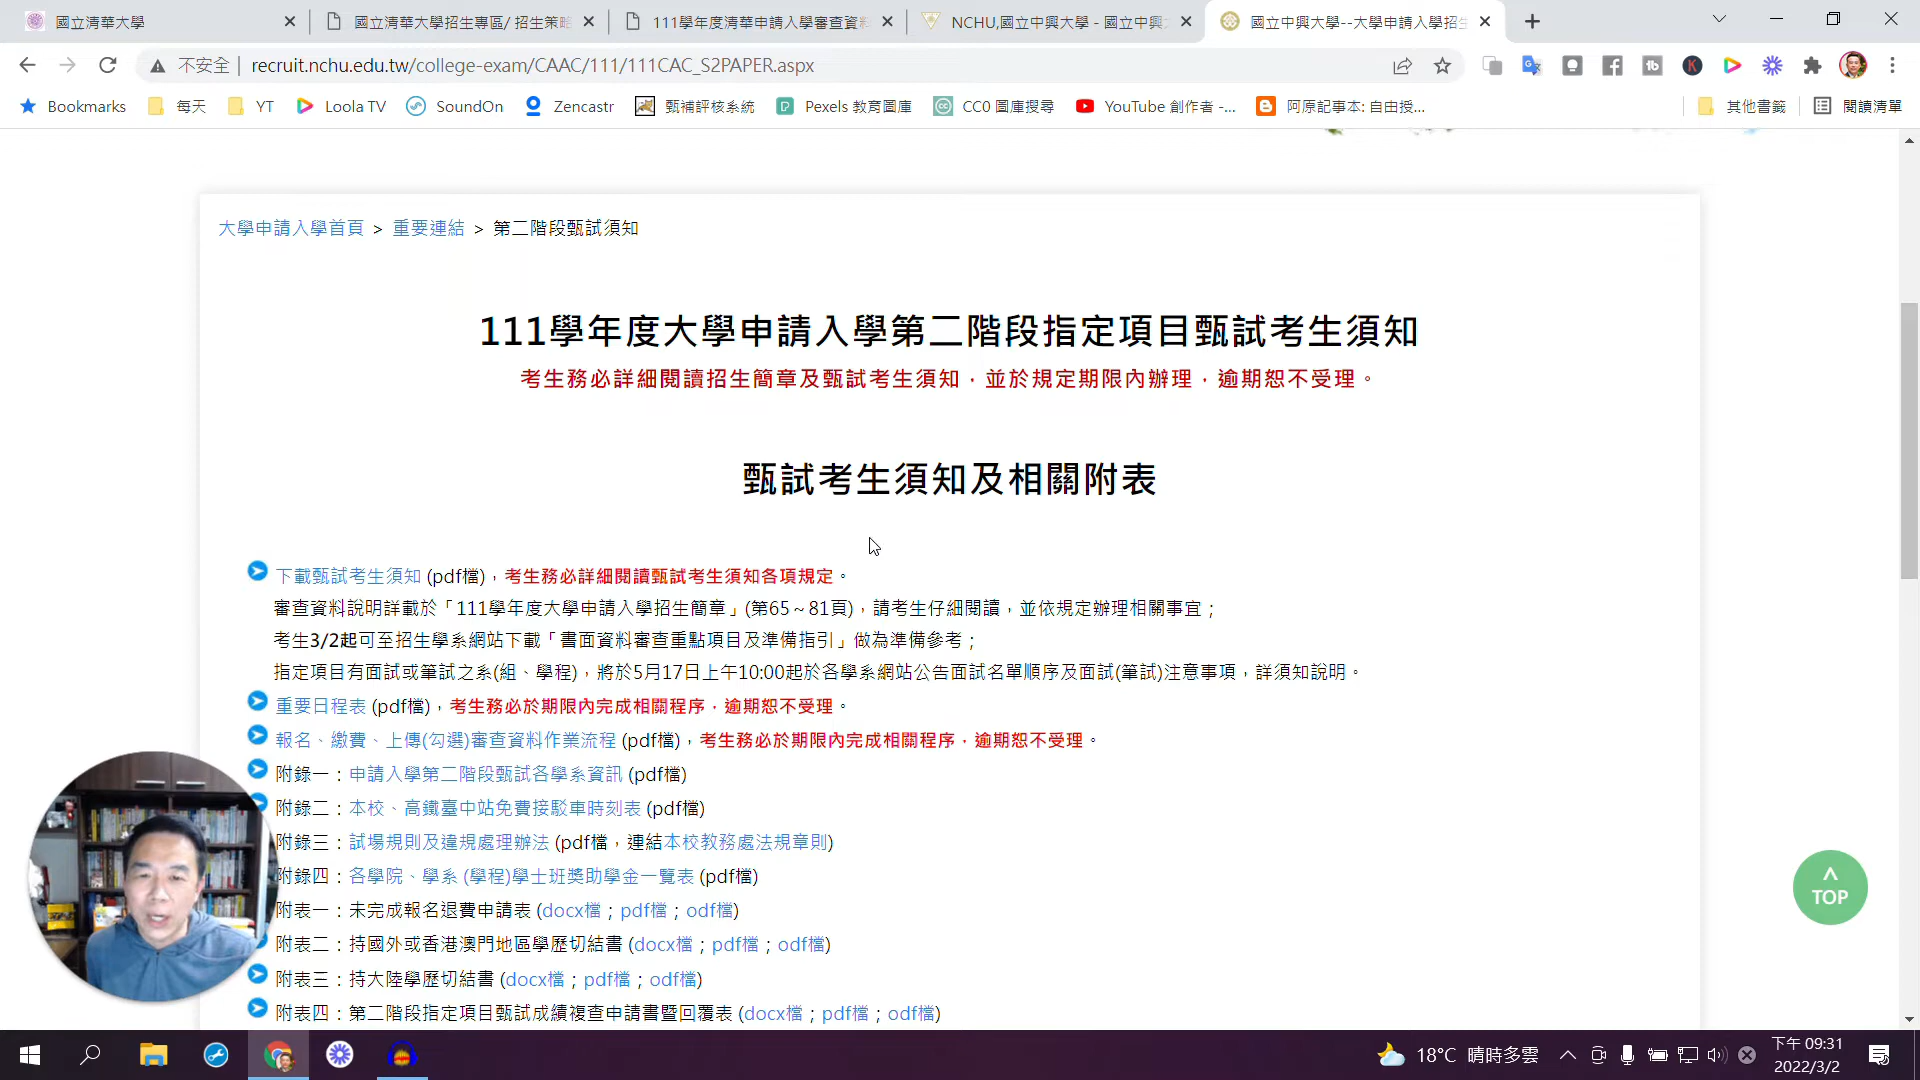 國立清華大學
國立清華大學招生專區/ 招生策略
111學年度清華申請入學審查資料
NCHU,國立中興大學 - 國立中興大
國立中興大學--大學申請入學招生
不安全
recruit.nchu.edu.tw/college-exam/CAAC/111/111CAC_S2PAPER.aspx
Bookmarks
每天
YT
Loola TV
SoundOn
Zencastr
甄補評核系統
Pexels 教育圖庫
CC0 圖庫搜尋
YouTube 創作者 -...
阿原記事本: 自由授...
其他書籤
閱讀清單
大學申請入學首頁 > 重要連結 > 第二階段甄試須知
111學年度大學申請入學第二階段指定項目甄試考生須知
考生務必詳細閱讀招生簡章及甄試考生須知，並於規定期限內辦理，逾期恕不受理。
甄試考生須知及相關附表
下載甄試考生須知 (pdf檔)，考生務必詳細閱讀甄試考生須知各項規定。
審查資料說明詳載於「111學年度大學申請入學招生簡章」(第65～81頁)，請考生仔細閱讀，並依規定辦理相關事宜；
考生3/2起可至招生學系網站下載「書面資料審查重點項目及準備指引」做為準備參考；
指定項目有面試或筆試之系(組、學程)，將於5月17日上午10:00起於各學系網站公告面試名單順序及面試(筆試)注意事項，詳須知說明。
重要日程表 (pdf檔)，考生務必於期限內完成相關程序，逾期恕不受理。
報名、繳費、上傳(勾選)審查資料作業流程 (pdf檔)，考生務必於期限內完成相關程序，逾期恕不受理。
附錄一：申請入學第二階段甄試各學系資訊 (pdf檔)
附錄二：本校、高鐵臺中站免費接駁車時刻表 (pdf檔)
附錄三：試場規則及違規處理辦法 (pdf檔，連結本校教務處法規章則)
附錄四：各學院、學系 (學程)學士班獎助學金一覽表 (pdf檔)
附表一：未完成報名退費申請表 (docx檔；pdf檔；odf檔)
附表二：持國外或香港澳門地區學歷切結書 (docx檔；pdf檔；odf檔)
附表三：持大陸學歷切結書 (docx檔；pdf檔；odf檔)
附表四：第二階段指定項目甄試成績複查申請書暨回覆表 (docx檔；pdf檔；odf檔)
TOP
18°C 晴時多雲
下午 09:31
2022/3/2